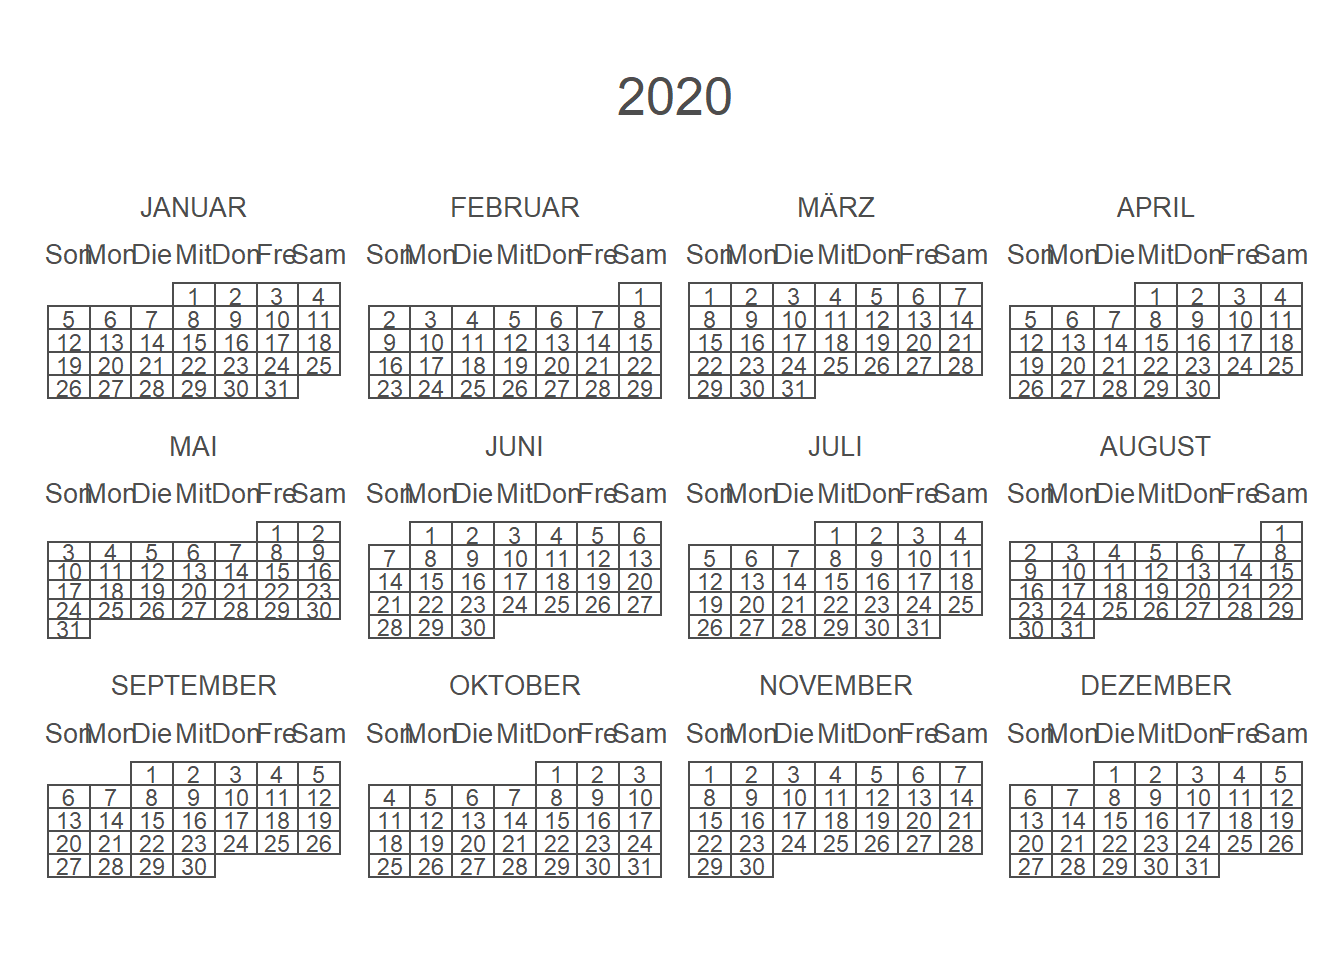 2020
JANUAR FEBRUAR MÄRZ APRIL
Son Mon Die Mit Don Fre Sam Son Mon Die Mit Don Fre Sam Son Mon Die Mit Don Fre Sam Son Mon Die Mit Don Fre Sam
1 2 3 4 1 1 2 3 4 5 6 7 1 2 3 4
5 6 7 8 9 10 11 2 3 4 5 6 7 8 8 9 10 11 12 13 14 5 6 7 8 9 10 11
12 13 14 15 16 17 18 9 10 11 12 13 14 15 15 16 17 18 19 20 21 12 13 14 15 16 17 18
19 20 21 22 23 24 25 16 17 18 19 20 21 22 22 23 24 25 26 27 28 19 20 21 22 23 24 25
26 27 28 29 30 31 23 24 25 26 27 28 29 29 30 31 26 27 28 29 30
MAI JUNI JULI AUGUST
Son Mon Die Mit Don Fre Sam Son Mon Die Mit Don Fre Sam Son Mon Die Mit Don Fre Sam Son Mon Die Mit Don Fre Sam
1 2 1 2 3 4 5 6 1 2 3 4 1
3 4 5 6 7 8 9 7 8 9 10 11 12 13 5 6 7 8 9 10 11 2 3 4 5 6 7 8
10 11 12 13 14 15 16 14 15 16 17 18 19 20 12 13 14 15 16 17 18 9 10 11 12 13 14 15
17 18 19 20 21 22 23 21 22 23 24 25 26 27 19 20 21 22 23 24 25 16 17 18 19 20 21 22
24 25 26 27 28 29 30 28 29 30 26 27 28 29 30 31 23 24 25 26 27 28 29
31 30 31
SEPTEMBER OKTOBER NOVEMBER DEZEMBER
Son Mon Die Mit Don Fre Sam Son Mon Die Mit Don Fre Sam Son Mon Die Mit Don Fre Sam Son Mon Die Mit Don Fre Sam
1 2 3 4 5 1 2 3 1 2 3 4 5 6 7 1 2 3 4 5
6 7 8 9 10 11 12 4 5 6 7 8 9 10 8 9 10 11 12 13 14 6 7 8 9 10 11 12
13 14 15 16 17 18 19 11 12 13 14 15 16 17 15 16 17 18 19 20 21 13 14 15 16 17 18 19
20 21 22 23 24 25 26 18 19 20 21 22 23 24 22 23 24 25 26 27 28 20 21 22 23 24 25 26
27 28 29 30 25 26 27 28 29 30 31 29 30 27 28 29 30 31